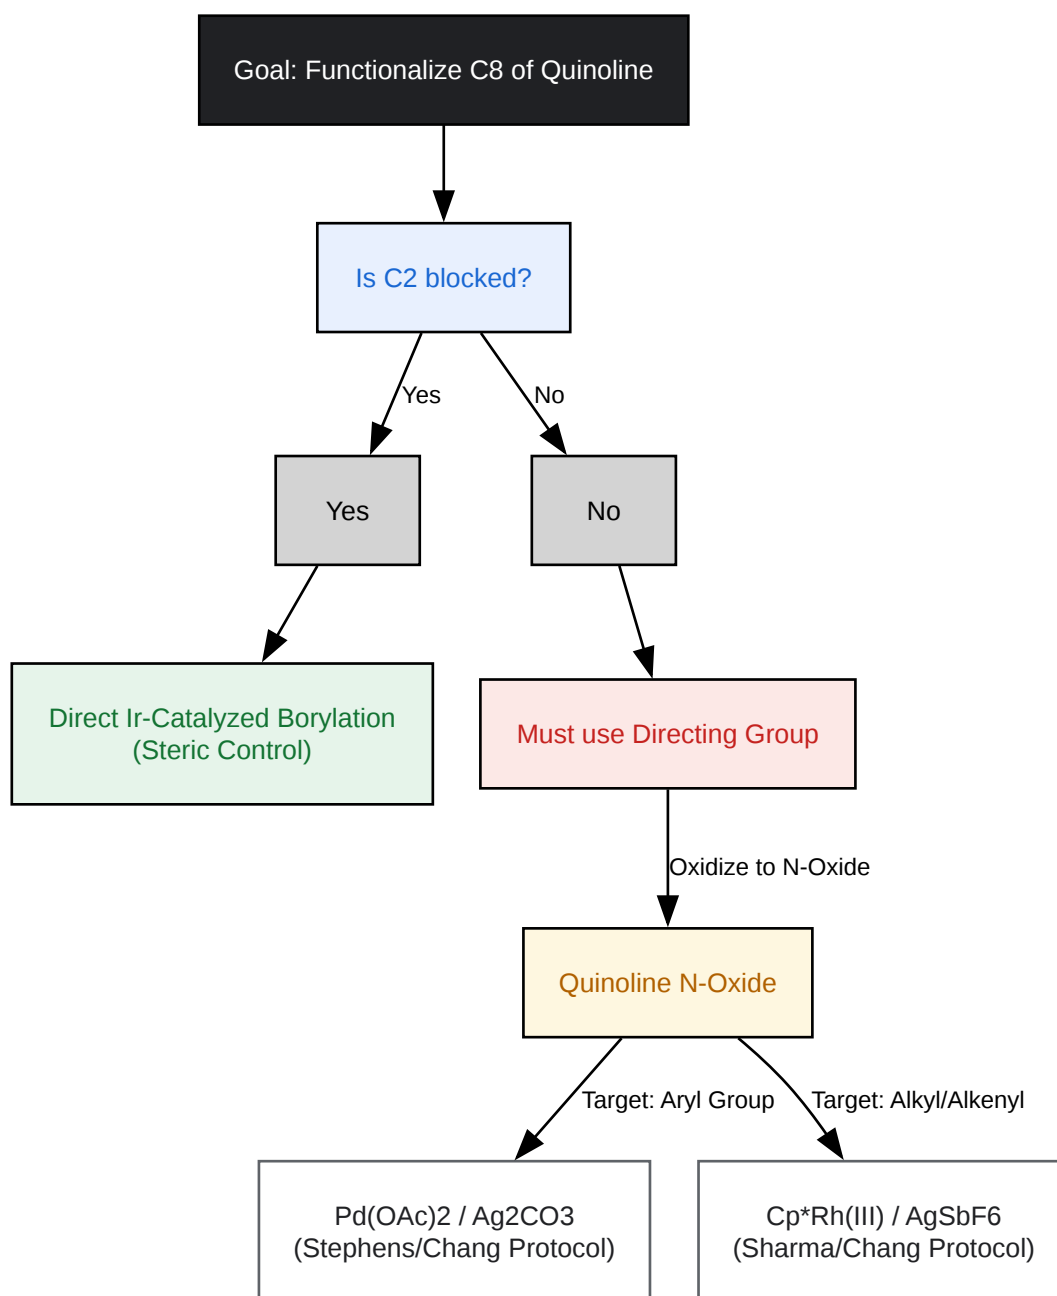 Goal: Functionalize C8 of Quinoline
Is C2 blocked?
Yes
No
Yes
No
Direct Ir-Catalyzed Borylation
(Steric Control)
Must use Directing Group
Oxidize to N-Oxide
Quinoline N-Oxide
Target: Aryl Group
Target: Alkyl/Alkenyl
Pd(OAc)2 / Ag2CO3
(Stephens/Chang Protocol)
Cp*Rh(III) / AgSbF6
(Sharma/Chang Protocol)